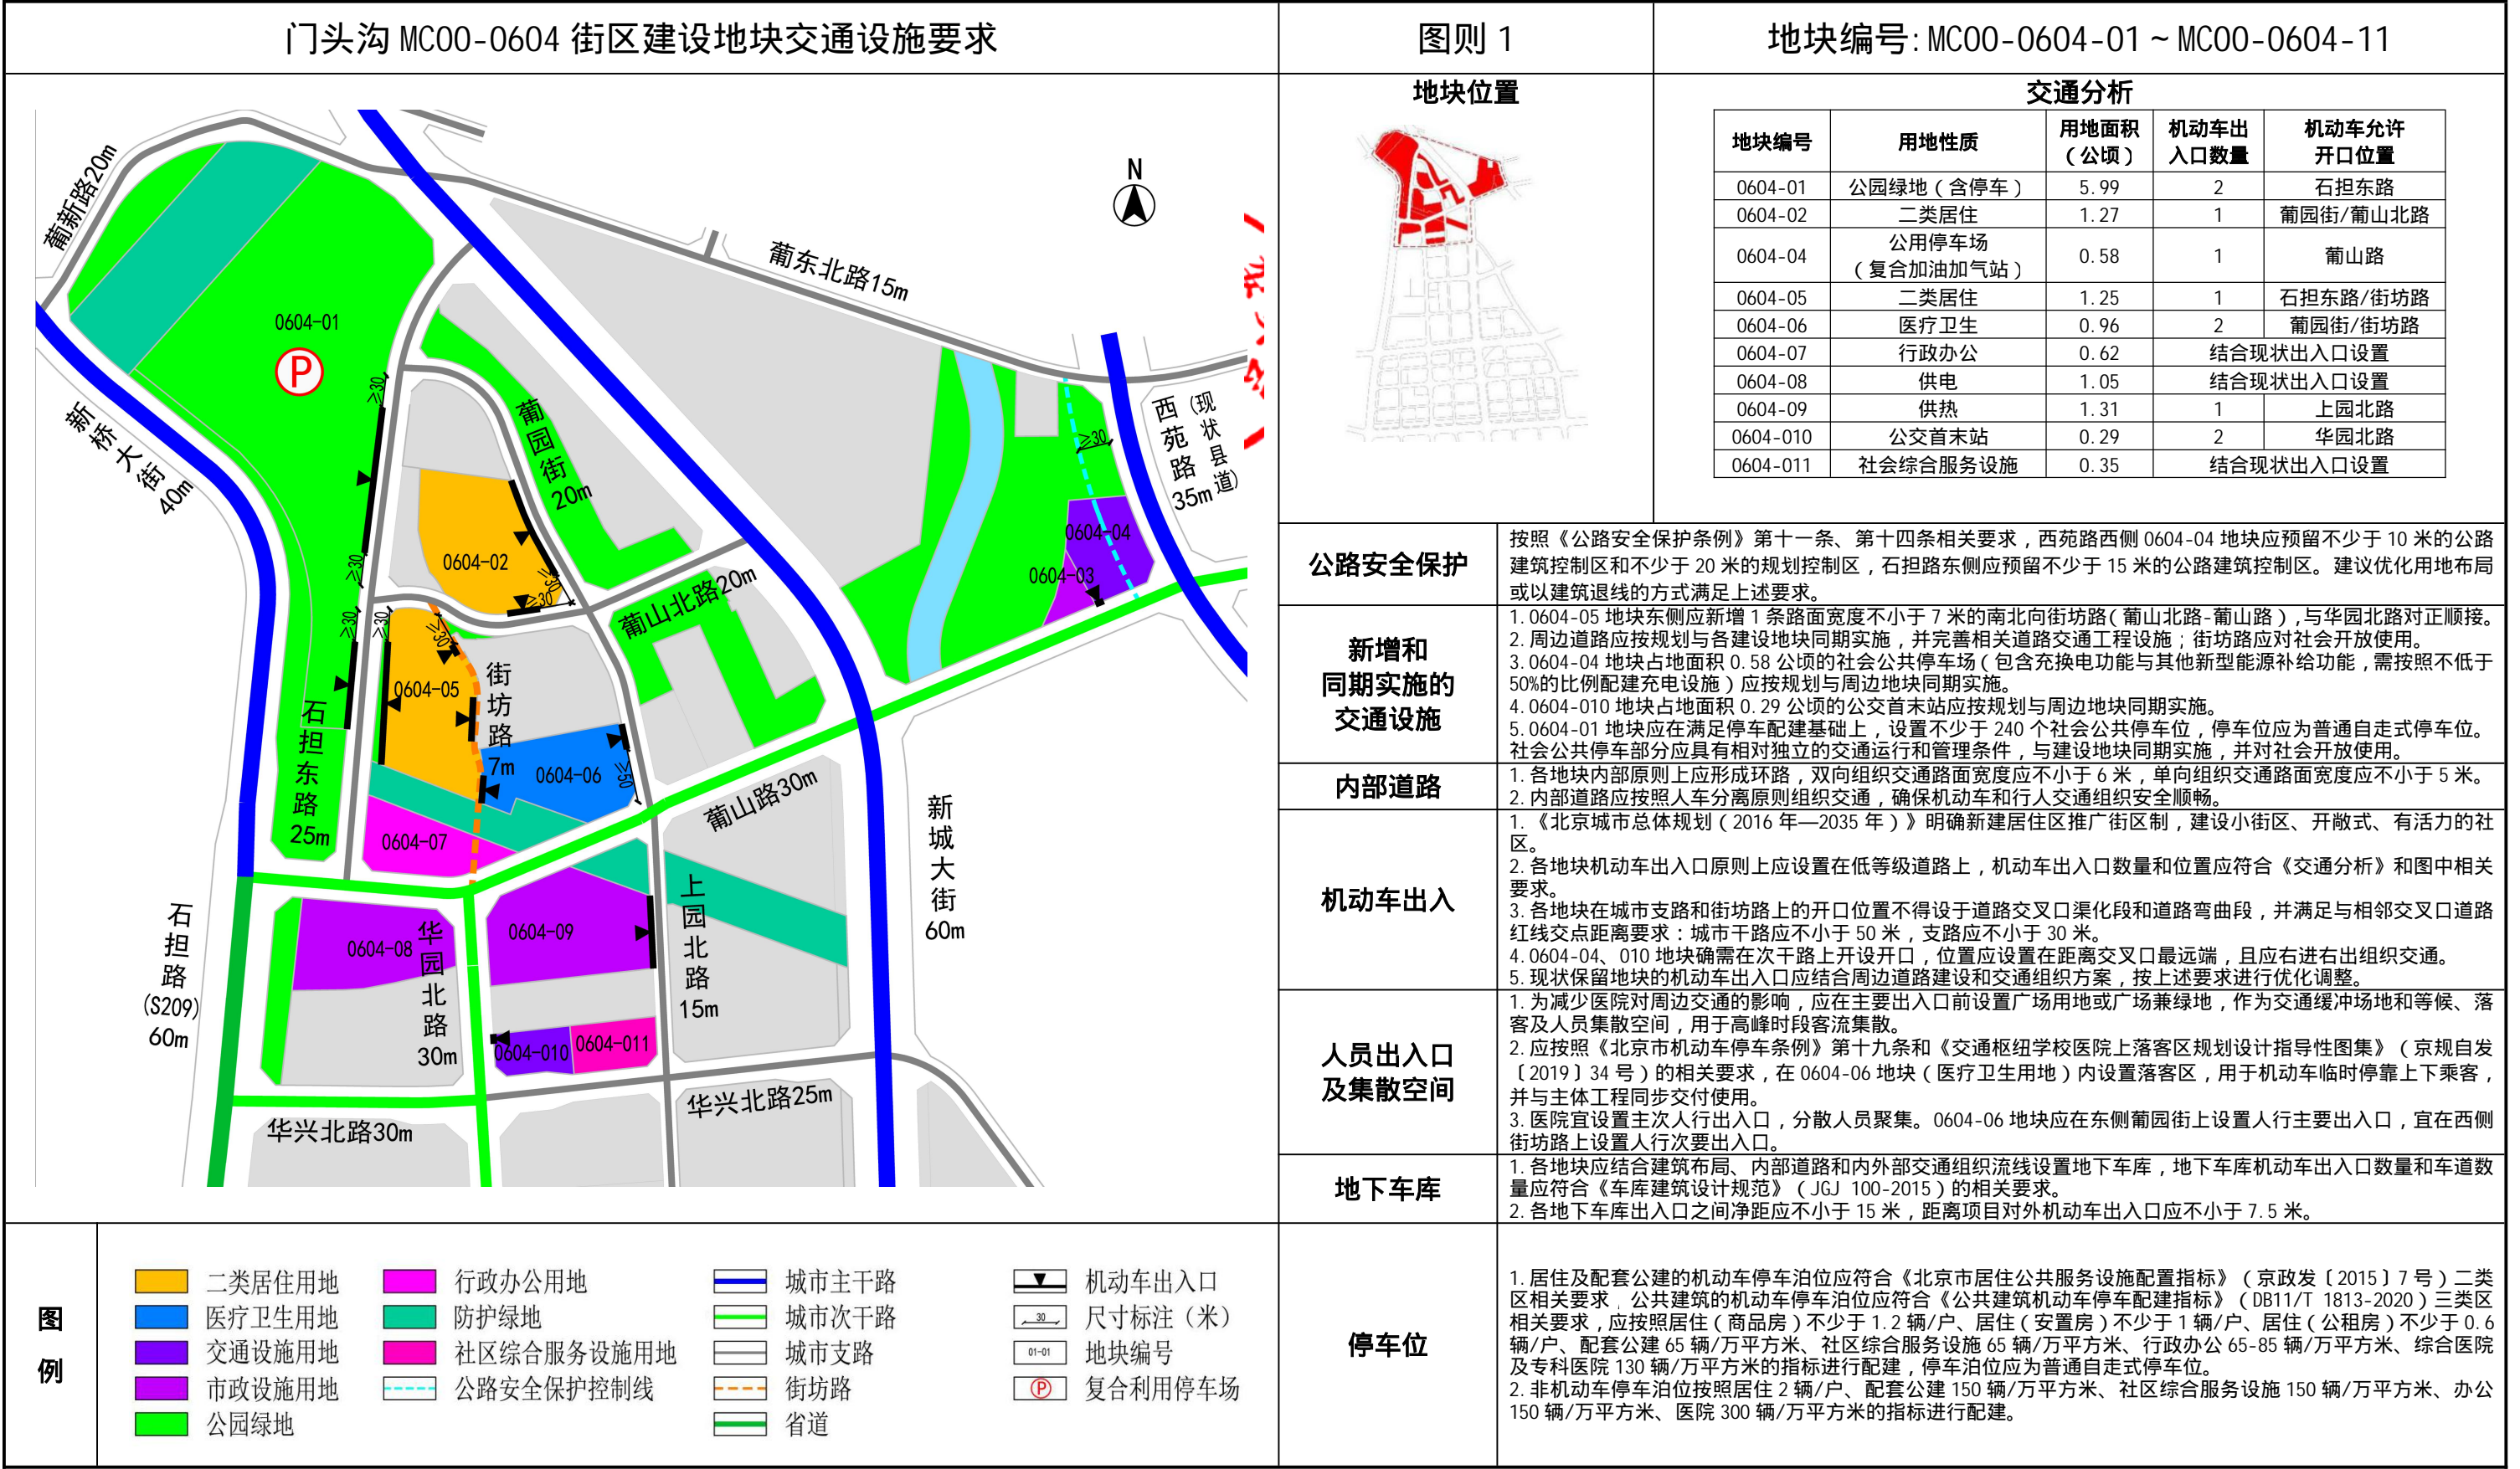 门头沟 MC00-0604 街区建设地块交通设施要求
图则 1
地块编号: MC00-0604-01 ~ MC00-0604-11
葡新路20m
新桥大街40m
0604-01
P
≥30
≥30
≥30
≥30
N
葡东北路15m
葡园街20m
西苑路35m
(现状县道)
≥30
0604-04
0604-03
0604-02
≥30
≥30
葡山北路20m
≥30
0604-05
街坊路7m
石担东路25m
0604-06
≥50
葡山路30m
0604-07
新城大街60m
石担路(S209)60m
0604-08
华园北路30m
0604-09
上园北路15m
0604-010
0604-011
华兴北路30m
华兴北路25m
地块位置
交通分析
地块编号 用地性质 用地面积（公顷） 机动车出入口数量 机动车允许开口位置
0604-01 公园绿地（含停车） 5.99 2 石担东路
0604-02 二类居住 1.27 1 葡园街/葡山北路
0604-04 公用停车场（复合加油加气站） 0.58 1 葡山路
0604-05 二类居住 1.25 1 石担东路/街坊路
0604-06 医疗卫生 0.96 2 葡园街/街坊路
0604-07 行政办公 0.62 结合现状出入口设置
0604-08 供电 1.05 结合现状出入口设置
0604-09 供热 1.31 1 上园北路
0604-010 公交首末站 0.29 2 华园北路
0604-011 社会综合服务设施 0.35 结合现状出入口设置
公路安全保护
按照《公路安全保护条例》第十一条、第十四条相关要求，西苑路西侧 0604-04 地块应预留不少于 10 米的公路
建筑控制区和不少于 20 米的规划控制区，石担路东侧应预留不少于 15 米的公路建筑控制区。建议优化用地布局
或以建筑退线的方式满足上述要求。
新增和
同期实施的
交通设施
1. 0604-05 地块东侧应新增 1 条路面宽度不小于 7 米的南北向街坊路（葡山北路-葡山路），与华园北路对正顺接。
2. 周边道路应按规划与各建设地块同期实施，并完善相关道路交通工程设施；街坊路应对社会开放使用。
3. 0604-04 地块占地面积 0.58 公顷的社会公共停车场（包含充换电功能与其他新型能源补给功能，需按照不低于
50%的比例配建充电设施）应按规划与周边地块同期实施。
4. 0604-010 地块占地面积 0.29 公顷的公交首末站应按规划与周边地块同期实施。
5. 0604-01 地块应在满足停车配建基础上，设置不少于 240 个社会公共停车位，停车位应为普通自走式停车位。
社会公共停车部分应具有相对独立的交通运行和管理条件，与建设地块同期实施，并对社会开放使用。
内部道路
1. 各地块内部原则上应形成环路，双向组织交通路面宽度应不小于 6 米，单向组织交通路面宽度应不小于 5 米。
2. 内部道路应按照人车分离原则组织交通，确保机动车和行人交通组织安全顺畅。
机动车出入
1. 《北京城市总体规划（2016 年—2035 年）》明确新建居住区推广街区制，建设小街区、开敞式、有活力的社
区。
2. 各地块机动车出入口原则上应设置在低等级道路上，机动车出入口数量和位置应符合《交通分析》和图中相关
要求。
3. 各地块在城市支路和街坊路上的开口位置不得设于道路交叉口渠化段和道路弯曲段，并满足与相邻交叉口道路
红线交点距离要求：城市干路应不小于 50 米，支路应不小于 30 米。
4. 0604-04、010 地块确需在次干路上开设开口，位置应设置在距离交叉口最远端，且应右进右出组织交通。
5. 现状保留地块的机动车出入口应结合周边道路建设和交通组织方案，按上述要求进行优化调整。
人员出入口
及集散空间
1. 为减少医院对周边交通的影响，应在主要出入口前设置广场用地或广场兼绿地，作为交通缓冲场地和等候、落
客及人员集散空间，用于高峰时段客流集散。
2. 应按照《北京市机动车停车条例》第十九条和《交通枢纽学校医院上落客区规划设计指导性图集》（京规自发
〔2019〕34 号）的相关要求，在 0604-06 地块（医疗卫生用地）内设置落客区，用于机动车临时停靠上下乘客，
并与主体工程同步交付使用。
3. 医院宜设置主次人行出入口，分散人员聚集。0604-06 地块应在东侧葡园街上设置人行主要出入口，宜在西侧
街坊路上设置人行次要出入口。
地下车库
1. 各地块应结合建筑布局、内部道路和内外部交通组织流线设置地下车库，地下车库机动车出入口数量和车道数
量应符合《车库建筑设计规范》（JGJ 100-2015）的相关要求。
2. 各地下车库出入口之间净距应不小于 15 米，距离项目对外机动车出入口应不小于 7.5 米。
停车位
1. 居住及配套公建的机动车停车泊位应符合《北京市居住公共服务设施配置指标》（京政发〔2015〕7 号）二类
区相关要求，公共建筑的机动车停车泊位应符合《公共建筑机动车停车配建指标》（DB11/T 1813-2020）三类区
相关要求，应按照居住（商品房）不少于 1.2 辆/户、居住（安置房）不少于 1 辆/户、居住（公租房）不少于 0.6
辆/户、配套公建 65 辆/万平方米、社区综合服务设施 65 辆/万平方米、行政办公 65-85 辆/万平方米、综合医院
及专科医院 130 辆/万平方米的指标进行配建，停车泊位应为普通自走式停车位。
2. 非机动车停车泊位按照居住 2 辆/户、配套公建 150 辆/万平方米、社区综合服务设施 150 辆/万平方米、办公
150 辆/万平方米、医院 300 辆/万平方米的指标进行配建。
图例
二类居住用地 行政办公用地 城市主干路 机动车出入口
医疗卫生用地 防护绿地 城市次干路 30 尺寸标注（米）
交通设施用地 社区综合服务设施用地 城市支路 01-01 地块编号
市政设施用地 公路安全保护控制线 街坊路 P 复合利用停车场
公园绿地 省道